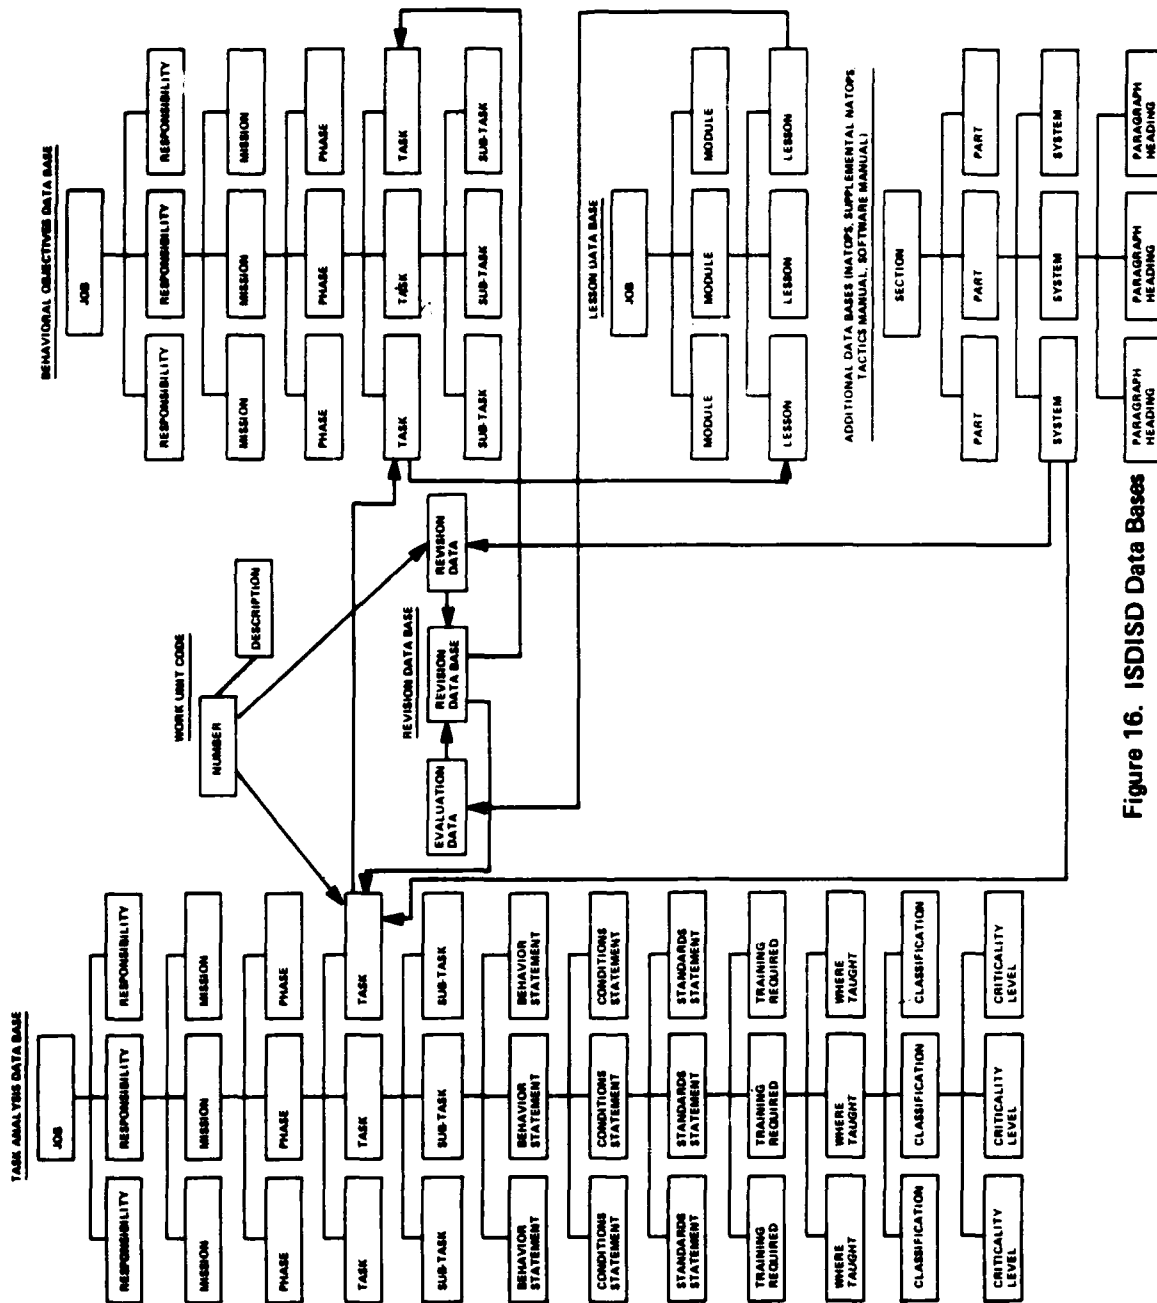 TASK ANALYSIS DATA BASE
JOB
RESPONSIBILITY
RESPONSIBILITY
RESPONSIBILITY
MISSION
MISSION
MISSION
PHASE
PHASE
PHASE
TASK
TASK
TASK
SUB-TASK
SUB-TASK
SUB-TASK
BEHAVIOR
STATEMENT
BEHAVIOR
STATEMENT
BEHAVIOR
STATEMENT
CONDITIONS
STATEMENT
CONDITIONS
STATEMENT
CONDITIONS
STATEMENT
STANDARDS
STATEMENT
STANDARDS
STATEMENT
STANDARDS
STATEMENT
TRAINING
REQUIRED
TRAINING
REQUIRED
TRAINING
REQUIRED
WHERE
TAUGHT
WHERE
TAUGHT
WHERE
TAUGHT
CLASSIFICATION
CLASSIFICATION
CLASSIFICATION
CRITICALITY
LEVEL
CRITICALITY
LEVEL
CRITICALITY
LEVEL
WORK UNIT CODE
NUMBER
DESCRIPTION
REVISION DATA BASE
EVALUATION
DATA
REVISION
DATA BASE
REVISION
DATA
BEHAVIORAL OBJECTIVES DATA BASE
JOB
RESPONSIBILITY
RESPONSIBILITY
RESPONSIBILITY
MISSION
MISSION
MISSION
PHASE
PHASE
PHASE
TASK
TASK
TASK
SUB-TASK
SUB-TASK
SUB-TASK
LESSON DATA BASE
JOB
MODULE
MODULE
MODULE
LESSON
LESSON
LESSON
ADDITIONAL DATA BASES (NATOPS, SUPPLEMENTAL NATOPS
TACTICS MANUAL, SOFTWARE MANUAL)
SECTION
PART
PART
PART
SYSTEM
SYSTEM
SYSTEM
PARAGRAPH
HEADING
PARAGRAPH
HEADING
PARAGRAPH
HEADING
Figure 16. ISDISD Data Bases